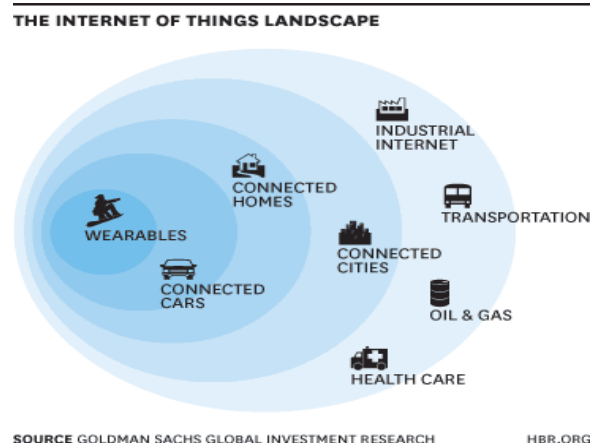 THE INTERNET OF THINGS LANDSCAPE
INDUSTRIAL
INTERNET
CONNECTED
HOMES
TRANSPORTATION
WEARABLES
CONNECTED
CITIES
CONNECTED
CARS
OIL & GAS
HEALTH CARE
SOURCE GOLDMAN SACHS GLOBAL INVESTMENT RESEARCH
HBR.ORG